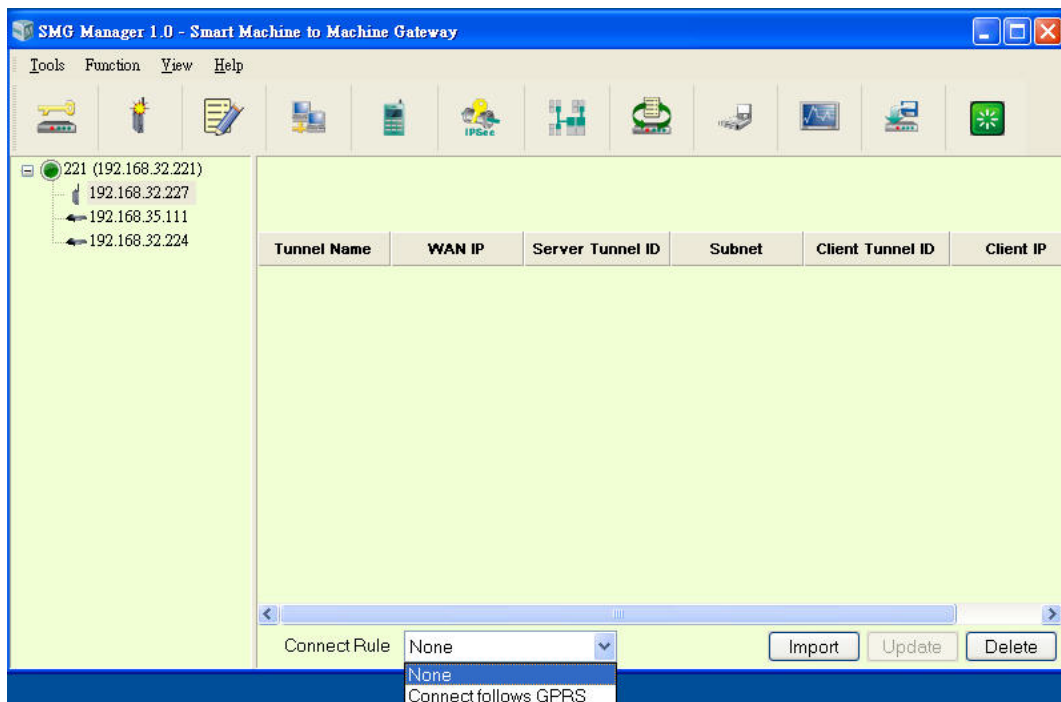 SMG Manager 1.0 - Smart Machine to Machine Gateway
Tools Function View Help
IPSec
221 (192.168.32.221)
192.168.32.227
192.168.35.111
192.168.32.224
Tunnel Name WAN IP Server Tunnel ID Subnet Client Tunnel ID Client IP
Connect Rule None Import Update Delete
None
Connect follows GPRS